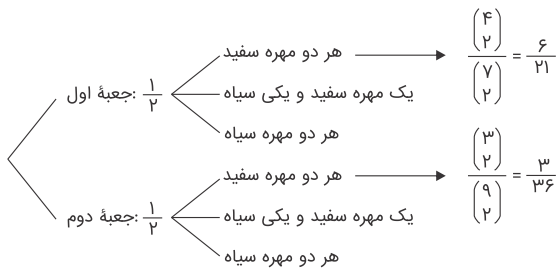 جعبهٔ اول: ۱/۲
هر دو مهره سفید → (۴ ۲)/(۷ ۲) = ۶/۲۱
یک مهره سفید و یکی سیاه
هر دو مهره سیاه
جعبهٔ دوم: ۱/۲
هر دو مهره سفید → (۳ ۲)/(۹ ۲) = ۳/۳۶
یک مهره سفید و یکی سیاه
هر دو مهره سیاه